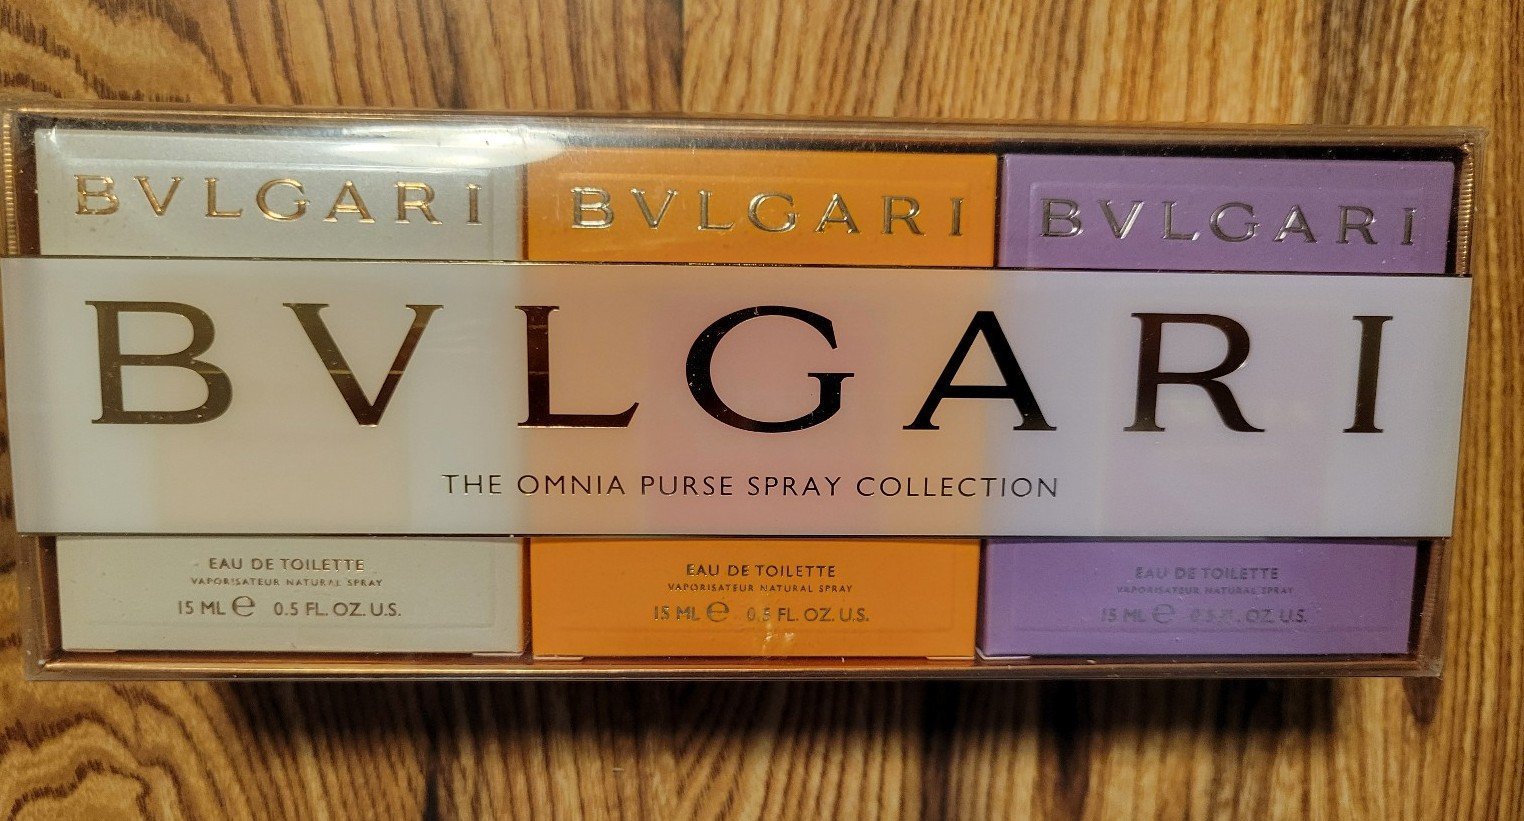 BVLGARI
BVLGARI
BVLGARI
BVLGARI
THE OMNIA PURSE SPRAY COLLECTION
EAU DE TOILETTE
VAPORISATEUR NATURAL SPRAY
15 ML ℮ 0.5 FL. OZ. U.S.
EAU DE TOILETTE
VAPORISATEUR NATURAL SPRAY
15 ML ℮ 0.5 FL. OZ. U.S.
EAU DE TOILETTE
VAPORISATEUR NATURAL SPRAY
15 ML ℮ 0.5 FL. OZ. U.S.